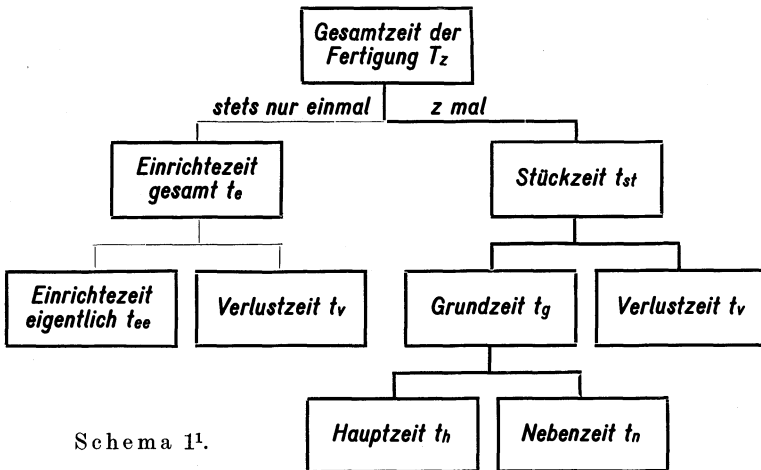 Gesamtzeit der
Fertigung Tz
stets nur einmal
z mal
Einrichtezeit
gesamt te
Stückzeit tst
Einrichtezeit
eigentlich tee
Verlustzeit tv
Grundzeit tg
Verlustzeit tv
Hauptzeit th
Nebenzeit tn
Schema 1¹.